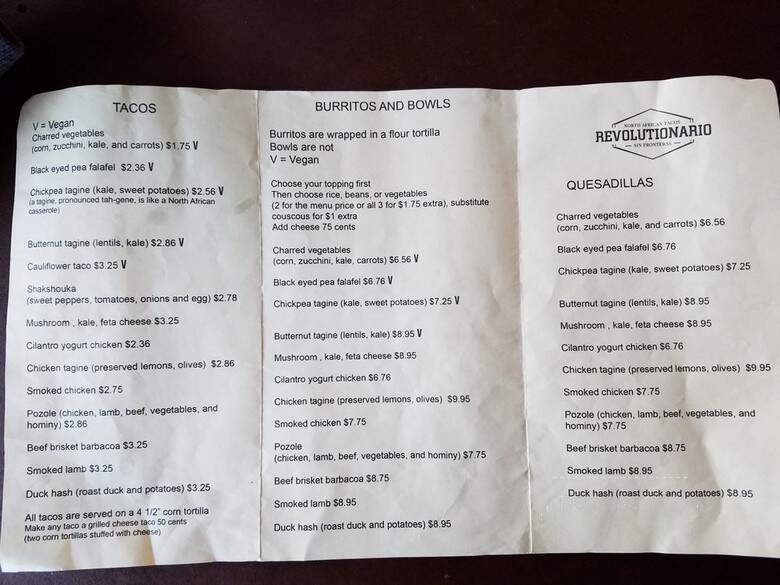 TACOS
V = Vegan
Charred vegetables
(corn, zucchini, kale, and carrots) $1.75 V
Black eyed pea falafel $2.36 V
Chickpea tagine (kale, sweet potatoes) $2.56 V
(a tagine, pronounced tah-gene, is like a North African
casserole)
Butternut tagine (lentils, kale) $2.86 V
Cauliflower taco $3.25 V
Shakshouka
(sweet peppers, tomatoes, onions and egg) $2.78
Mushroom , kale, feta cheese $3.25
Cilantro yogurt chicken $2.36
Chicken tagine (preserved lemons, olives) $2.86
Smoked chicken $2.75
Pozole (chicken, lamb, beef, vegetables, and
hominy) $2.86
Beef brisket barbacoa $3.25
Smoked lamb $3.25
Duck hash (roast duck and potatoes) $3.25
All tacos are served on a 4 1/2" corn tortilla
Make any taco a grilled cheese taco 50 cents
(two corn tortillas stuffed with cheese)
BURRITOS AND BOWLS
Burritos are wrapped in a flour tortilla
Bowls are not
V = Vegan
Choose your topping first
Then choose rice, beans, or vegetables
(2 for the menu price or all 3 for $1.75 extra), substitute
couscous for $1 extra
Add cheese 75 cents
Charred vegetables
(corn, zucchini, kale, carrots) $6.56 V
Black eyed pea falafel $6.76 V
Chickpea tagine (kale, sweet potatoes) $7.25 V
Butternut tagine (lentils, kale) $8.95 V
Mushroom , kale, feta cheese $8.95
Cilantro yogurt chicken $6.76
Chicken tagine (preserved lemons, olives) $9.95
Smoked chicken $7.75
Pozole
(chicken, lamb, beef, vegetables, and hominy) $7.75
Beef brisket barbacoa $8.75
Smoked lamb $8.95
Duck hash (roast duck and potatoes) $8.95
NORTH AFRICAN TACOS
REVOLUTIONARIO
SIN FRONTERAS
QUESADILLAS
Charred vegetables
(corn, zucchini, kale, and carrots) $6.56
Black eyed pea falafel $6.76
Chickpea tagine (kale, sweet potatoes) $7.25
Butternut tagine (lentils, kale) $8.95
Mushroom , kale, feta cheese $8.95
Cilantro yogurt chicken $6.76
Chicken tagine (preserved lemons, olives) $9.95
Smoked chicken $7.75
Pozole (chicken, lamb, beef, vegetables, and
hominy) $7.75
Beef brisket barbacoa $8.75
Smoked lamb $8.95
Duck hash (roast duck and potatoes) $8.95